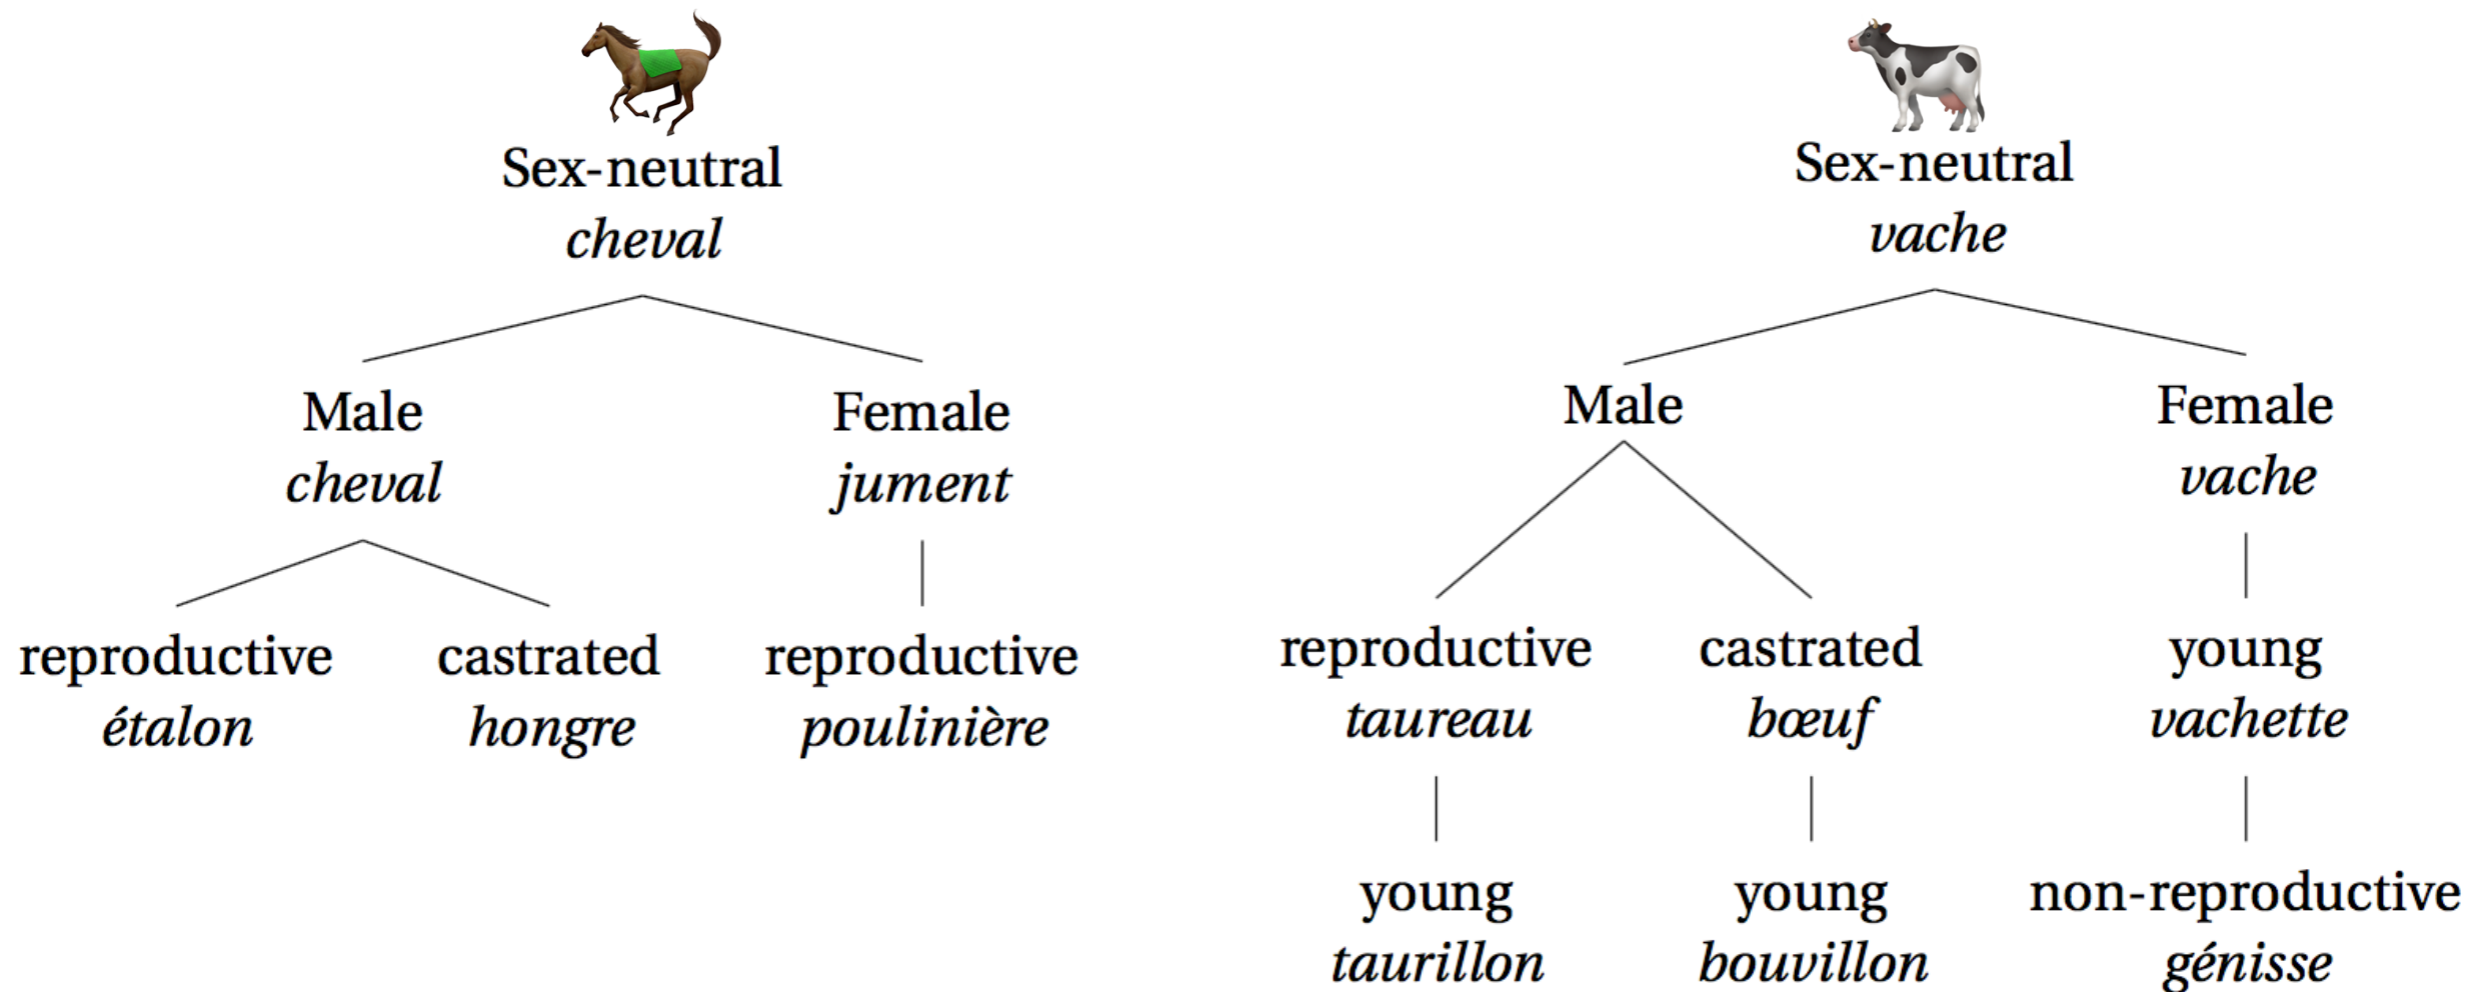 Sex-neutral
cheval
Male
cheval
Female
jument
reproductive
étalon
castrated
hongre
reproductive
poulinière
Sex-neutral
vache
Male
Female
vache
reproductive
taureau
castrated
bœuf
young
vachette
young
taurillon
young
bouvillon
non-reproductive
génisse